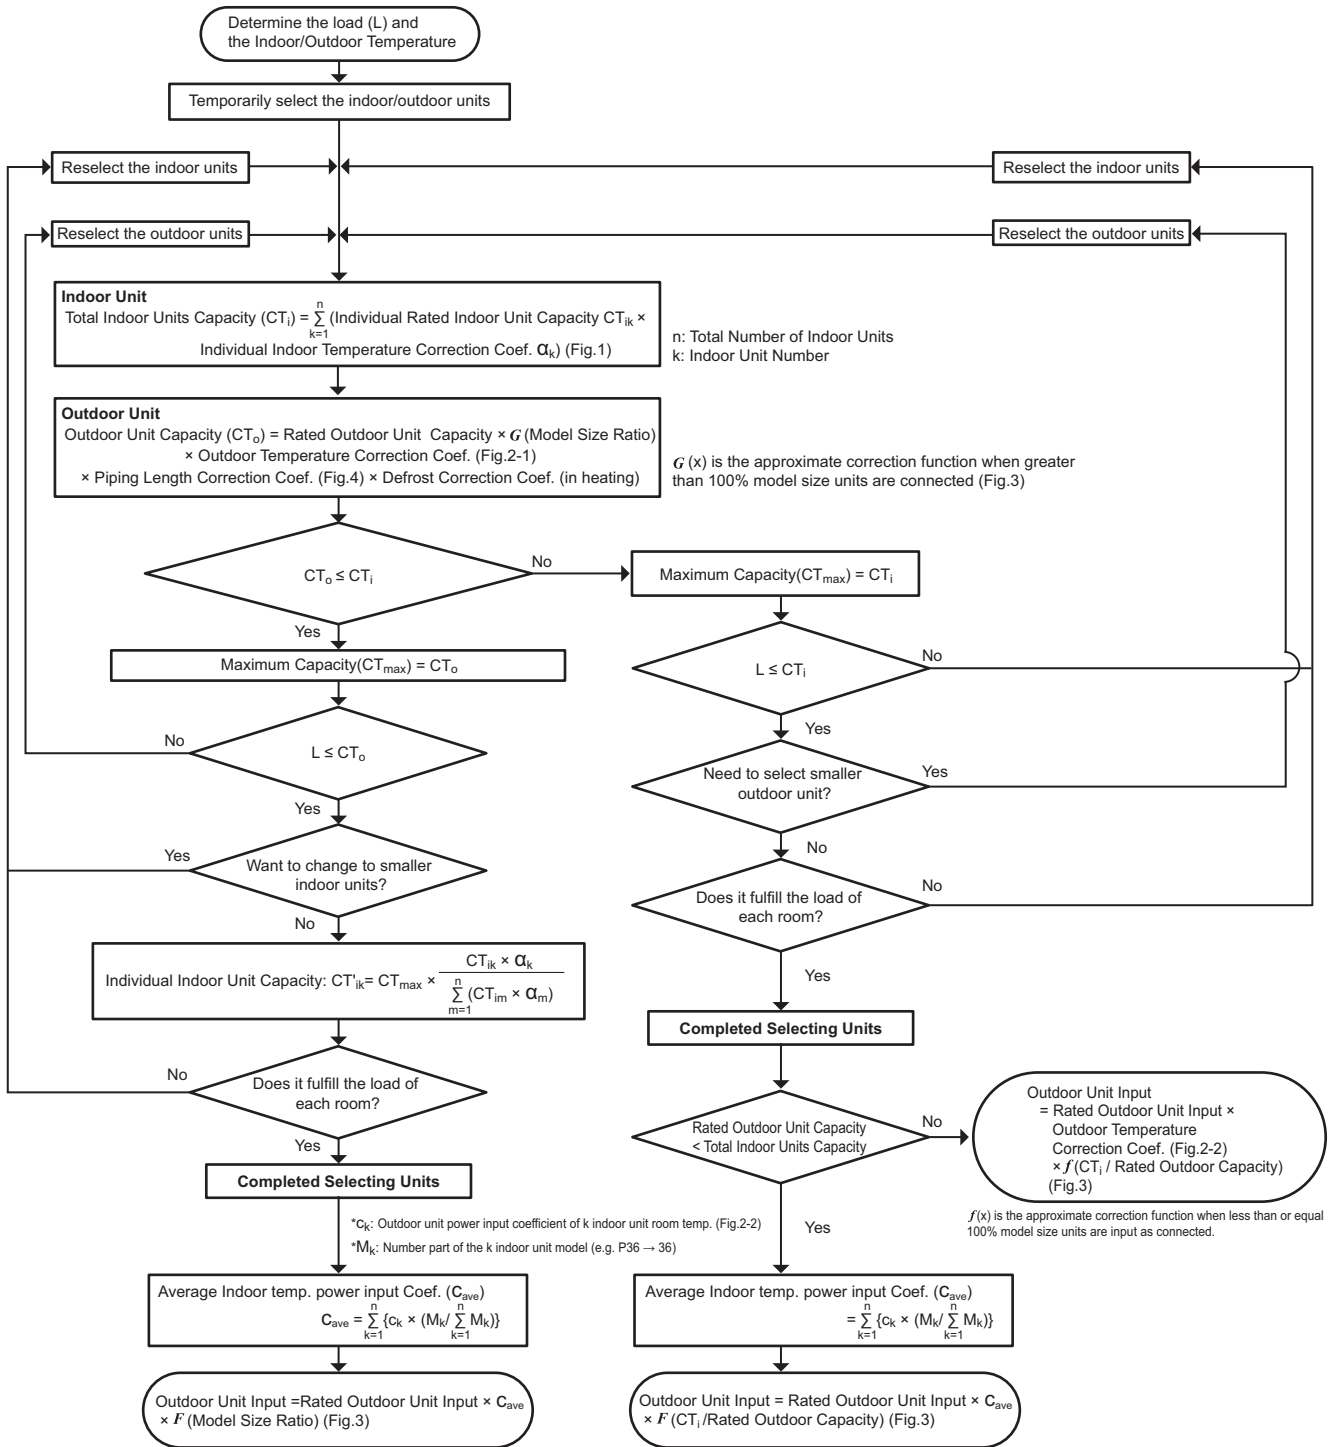 Determine the load (L) and
the Indoor/Outdoor Temperature
Temporarily select the indoor/outdoor units
Reselect the indoor units
Reselect the indoor units
Reselect the outdoor units
Reselect the outdoor units
Indoor Unit
Total Indoor Units Capacity (CTi) = n∑k=1 (Individual Rated Indoor Unit Capacity CTik ×
Individual Indoor Temperature Correction Coef. αk) (Fig.1)
n: Total Number of Indoor Units
k: Indoor Unit Number
Outdoor Unit
Outdoor Unit Capacity (CTo) = Rated Outdoor Unit Capacity × G (Model Size Ratio)
× Outdoor Temperature Correction Coef. (Fig.2-1)
× Piping Length Correction Coef. (Fig.4) × Defrost Correction Coef. (in heating)
G (x) is the approximate correction function when greater
than 100% model size units are connected (Fig.3)
CTo ≤ CTi
No
Maximum Capacity(CTmax) = CTi
Yes
Maximum Capacity(CTmax) = CTo
L ≤ CTi
No
Yes
L ≤ CTo
No
Yes
Need to select smaller
outdoor unit?
Yes
No
Want to change to smaller
indoor units?
Yes
No
Does it fulfill the load of
each room?
No
Yes
Individual Indoor Unit Capacity: CT'ik= CTmax ×
CTik × αk
n∑m=1 (CTim × αm)
Completed Selecting Units
Does it fulfill the load of
each room?
No
Yes
Rated Outdoor Unit Capacity
< Total Indoor Units Capacity
No
Yes
Outdoor Unit Input
= Rated Outdoor Unit Input ×
Outdoor Temperature
Correction Coef. (Fig.2-2)
× f (CTi / Rated Outdoor Capacity)
(Fig.3)
f (x) is the approximate correction function when less than or equal
100% model size units are input as connected.
Completed Selecting Units
*ck: Outdoor unit power input coefficient of k indoor unit room temp. (Fig.2-2)
*Mk: Number part of the k indoor unit model (e.g. P36 → 36)
Average Indoor temp. power input Coef. (cave)
cave = n∑k=1 {ck × (Mk/ n∑k=1 Mk)}
Average Indoor temp. power input Coef. (cave)
= n∑k=1 {ck × (Mk/ n∑k=1 Mk)}
Outdoor Unit Input =Rated Outdoor Unit Input × cave
× F (Model Size Ratio) (Fig.3)
Outdoor Unit Input = Rated Outdoor Unit Input × cave
× F (CTi /Rated Outdoor Capacity) (Fig.3)